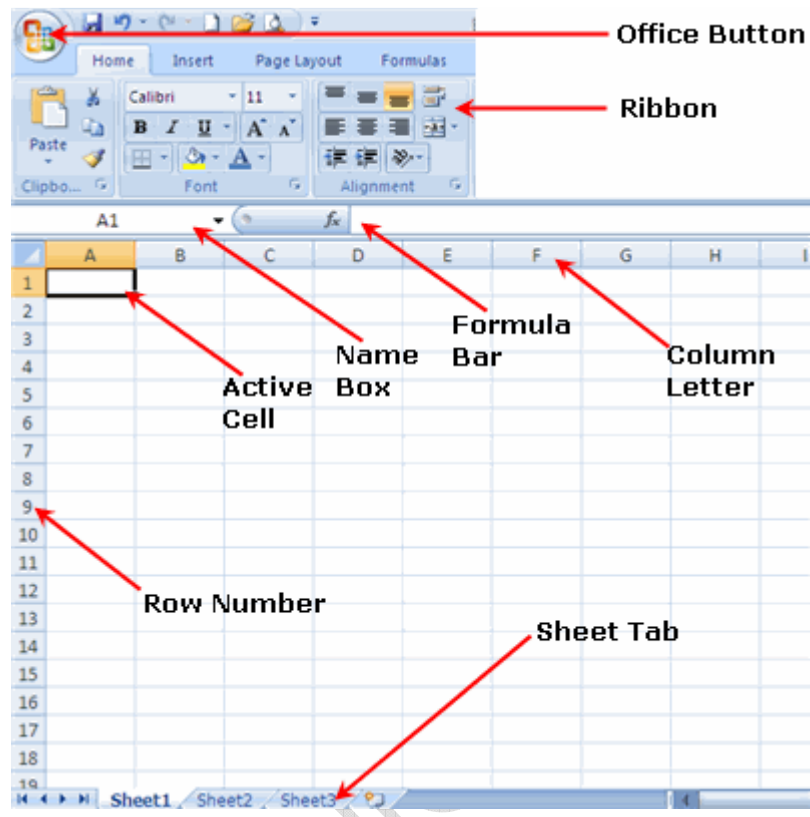 Office Button
Home Insert Page Layout Formulas
Calibri 11
Ribbon
B I U A A
Paste
A
Clipbo... Font Alignment
A1 fx
A B C D E F G H I
1
2
3
4
5
6
7
8
9
10
11
12
13
14
15
16
17
18
19
Formula
Bar
Name
Box
Column
Letter
Active
Cell
Row Number
Sheet Tab
Sheet1 Sheet2 Sheet3